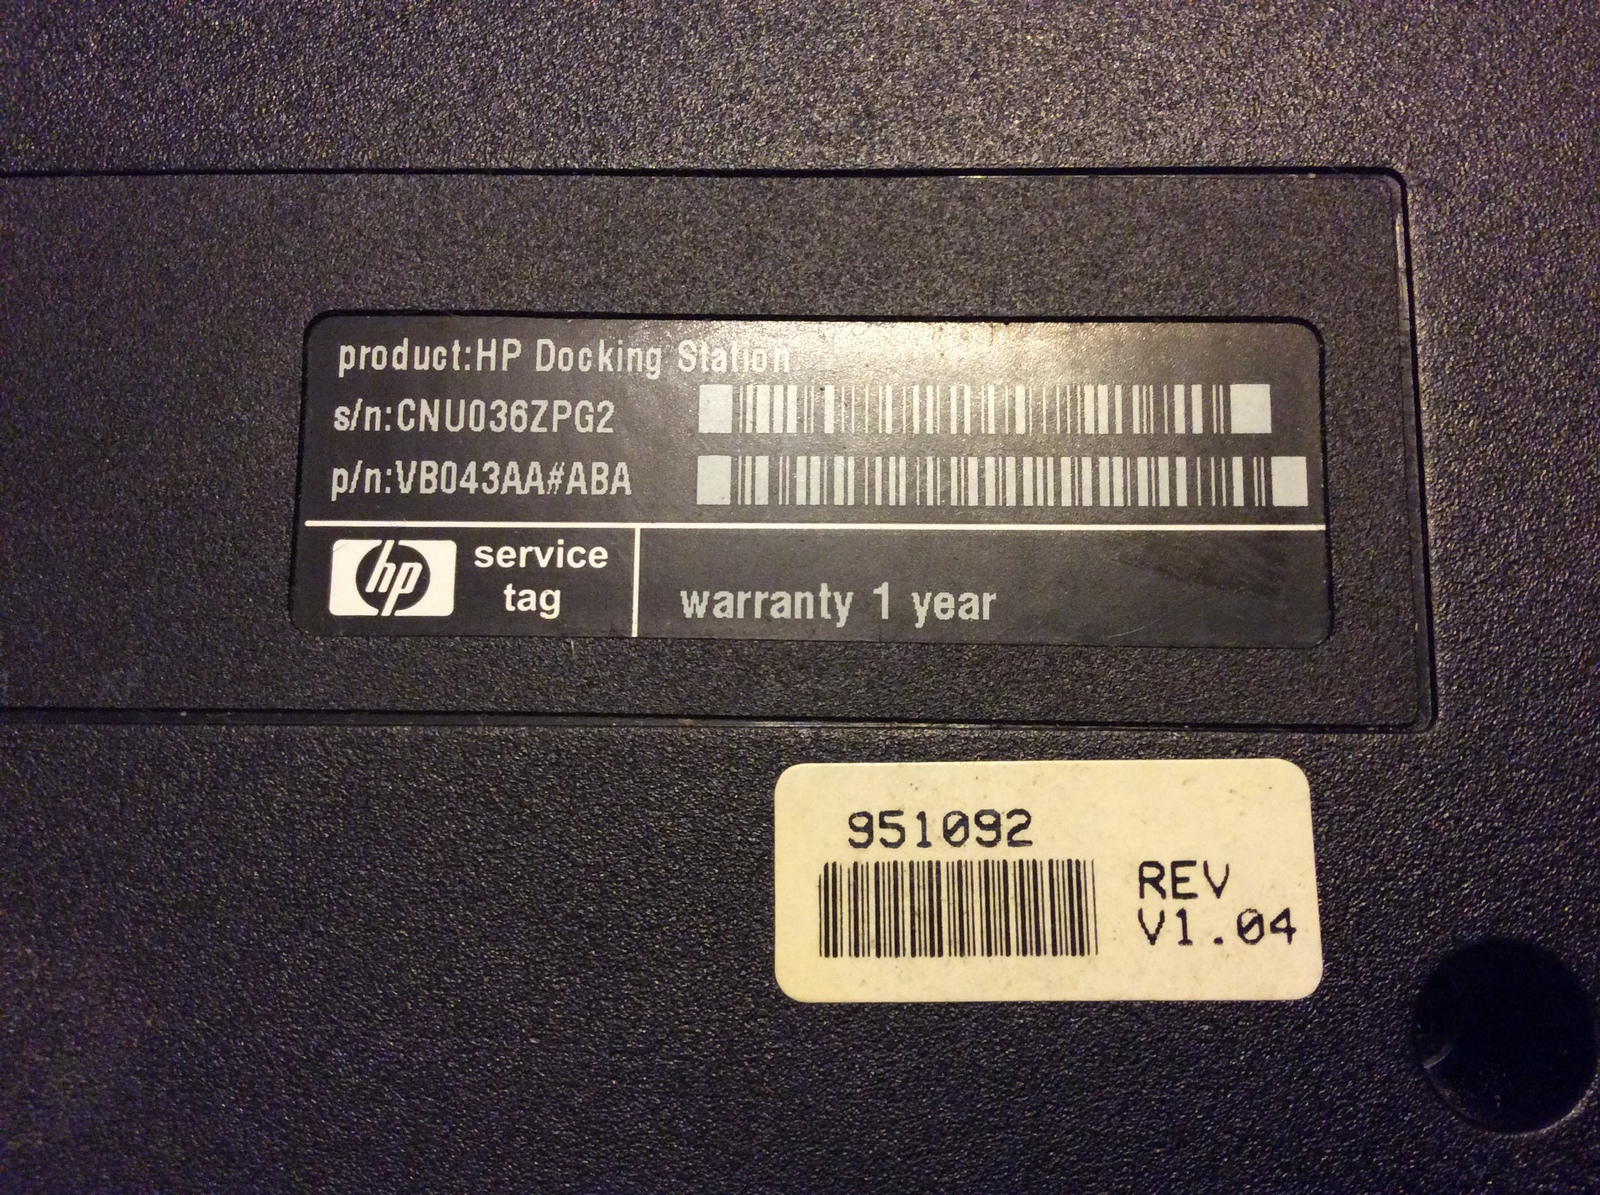 product:HP Docking Station
s/n:CNU036ZPG2
p/n:VB043AA#ABA
hp
service
tag
warranty 1 year
951092
REV
V1.04